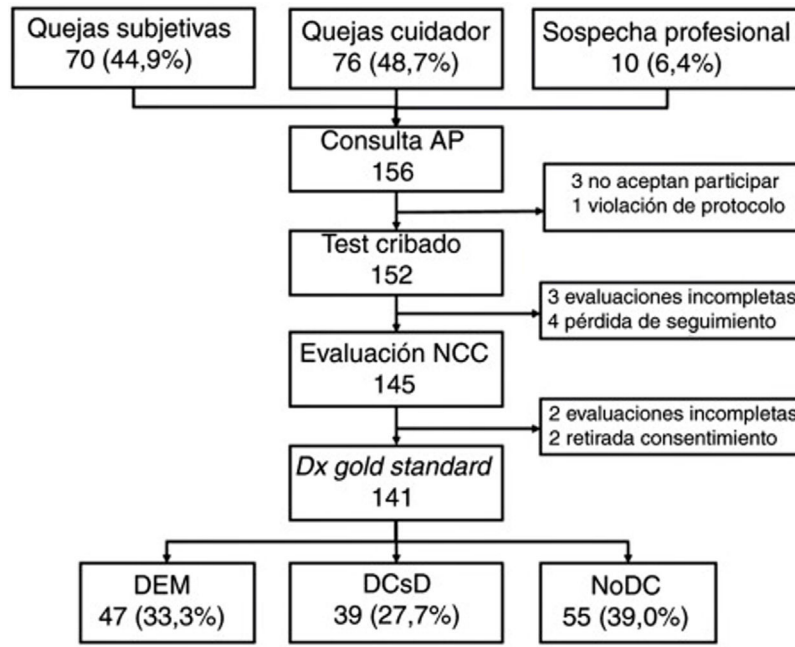 Quejas subjetivas
70 (44,9%)
Quejas cuidador
76 (48,7%)
Sospecha profesional
10 (6,4%)
Consulta AP
156
3 no aceptan participar
1 violación de protocolo
Test cribado
152
3 evaluaciones incompletas
4 pérdida de seguimiento
Evaluación NCC
145
2 evaluaciones incompletas
2 retirada consentimiento
Dx gold standard
141
DEM
47 (33,3%)
DCsD
39 (27,7%)
NoDC
55 (39,0%)